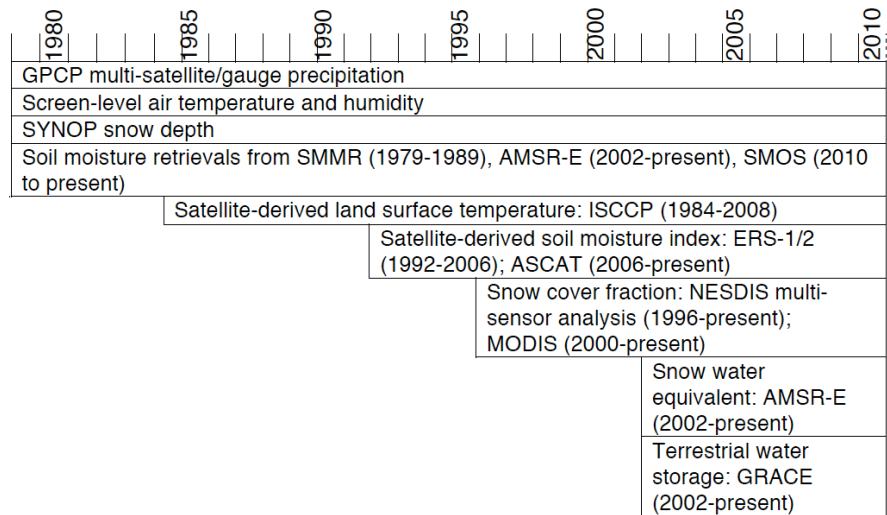 1980
1985
1990
1995
2000
2005
2010
GPCP multi-satellite/gauge precipitation
Screen-level air temperature and humidity
SYNOP snow depth
Soil moisture retrievals from SMMR (1979-1989), AMSR-E (2002-present), SMOS (2010
to present)
Satellite-derived land surface temperature: ISCCP (1984-2008)
Satellite-derived soil moisture index: ERS-1/2
(1992-2006); ASCAT (2006-present)
Snow cover fraction: NESDIS multi-
sensor analysis (1996-present);
MODIS (2000-present)
Snow water
equivalent: AMSR-E
(2002-present)
Terrestrial water
storage: GRACE
(2002-present)